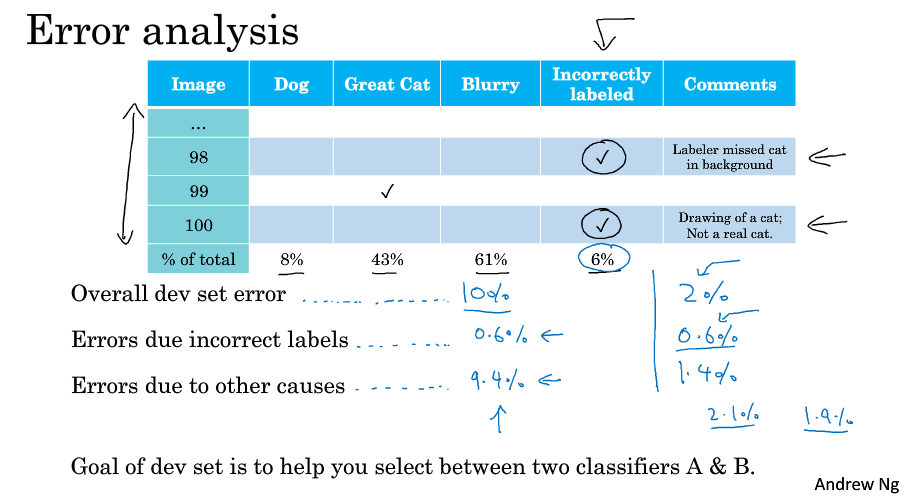 Error analysis
Image Dog Great Cat Blurry Incorrectly labeled Comments
...
98 ✓ Labeler missed cat in background
99 ✓
100 ✓ Drawing of a cat; Not a real cat.
% of total 8% 43% 61% 6%
Overall dev set error 10% 2%
Errors due incorrect labels 0.6% 0.6%
Errors due to other causes 9.4% 1.4%
2.1% 1.9%
Goal of dev set is to help you select between two classifiers A & B.
Andrew Ng